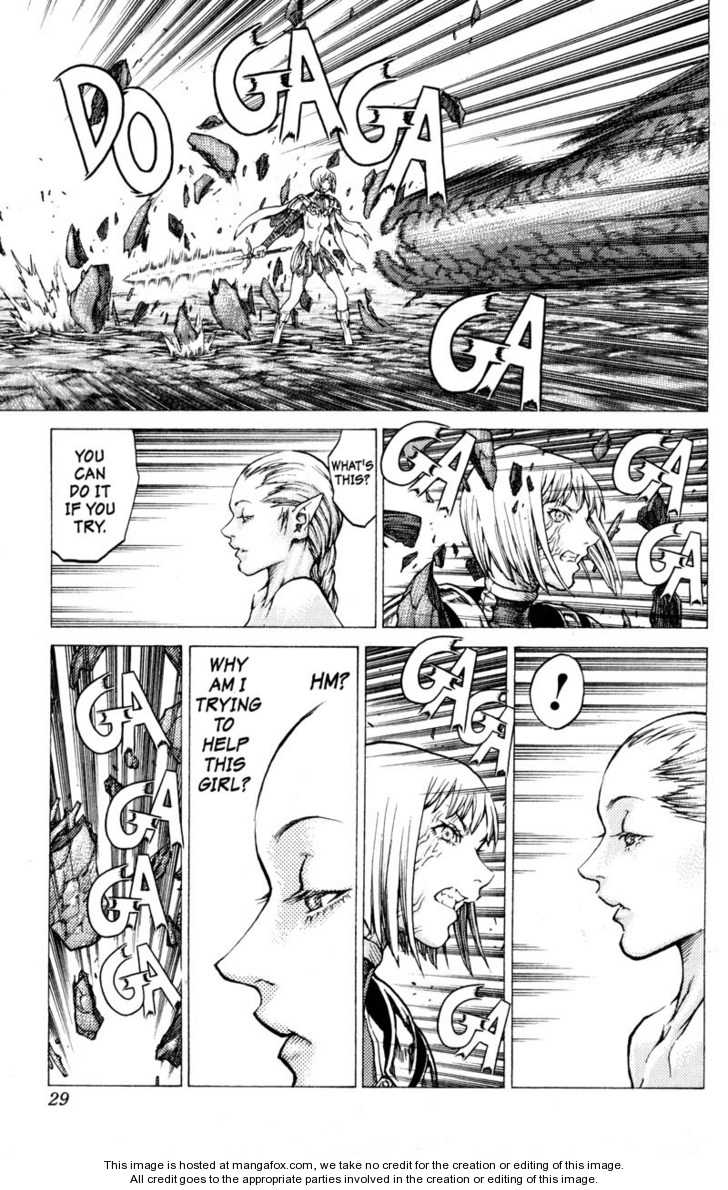 DO
GAGA
GA
GA
GA
GA
WHAT'S
THIS?
YOU
CAN
DO IT
IF YOU
TRY.
!
GA
GA
GA
HM?
WHY
AM I
TRYING
TO
HELP
THIS
GIRL?
GA
GA
GA
GA
29
This image is hosted at mangafox.com, we take no credit for the creation or editing of this image.
All credit goes to the appropriate parties involved in the creation or editing of this image.